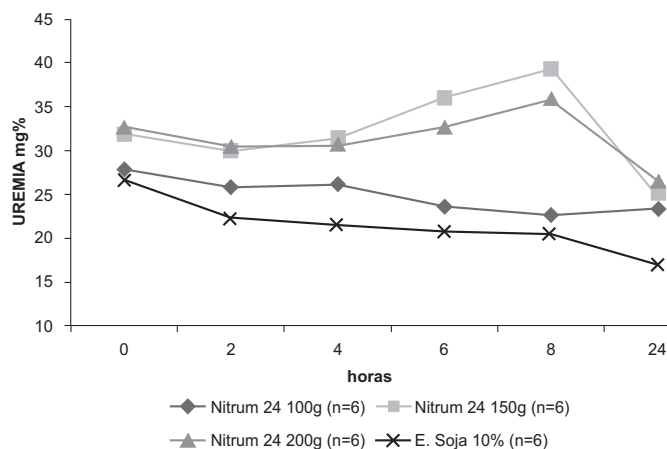 45
40
35
30
25
20
15
10
UREMIA mg%
0 2 4 6 8 24
horas
Nitrum 24 100g (n=6) Nitrum 24 150g (n=6)
Nitrum 24 200g (n=6) E. Soja 10% (n=6)